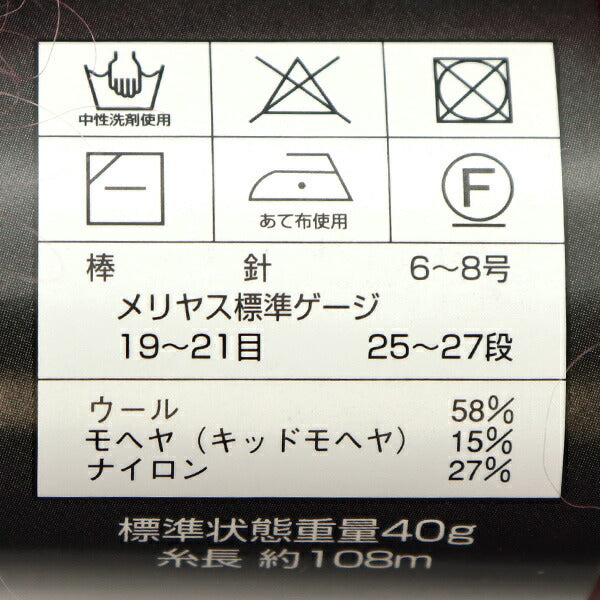 中性洗剤使用
あて布使用
F
棒 針 6〜8号
メリヤス標準ゲージ
19〜21目 25〜27段
ウール 58%
モヘヤ（キッドモヘヤ） 15%
ナイロン 27%
標準状態重量40g
糸長 約108m